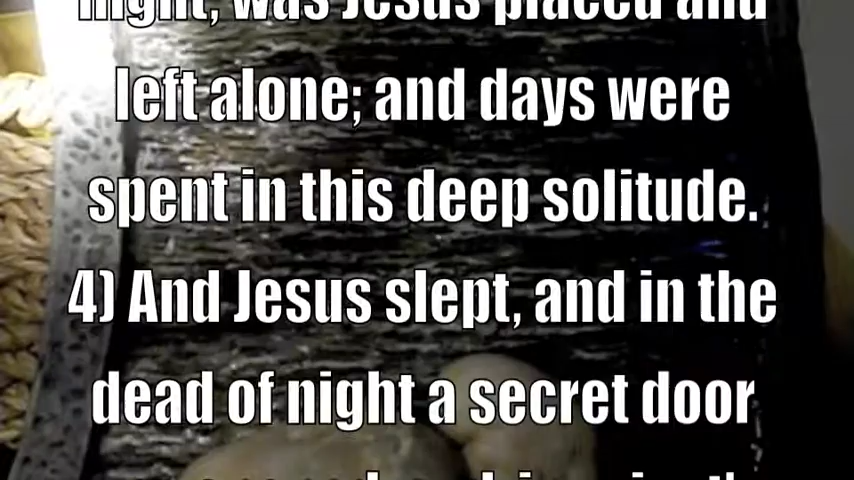 night, was Jesus placed and
left alone; and days were
spent in this deep solitude.
4) And Jesus slept, and in the
dead of night a secret door